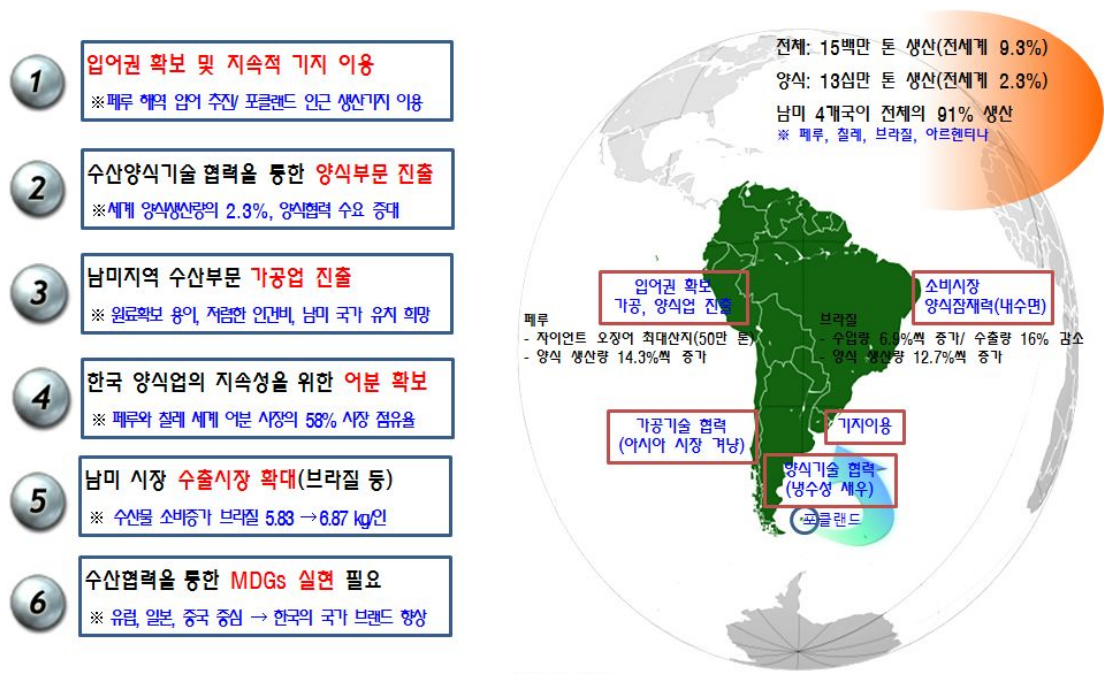 1
입어권 확보 및 지속적 기지 이용
※페루 해역 입어 추진/ 포클랜드 인근 생산기지 이용
2
수산양식기술 협력을 통한 양식부문 진출
※세계 양식생산량의 2.3%, 양식협력 수요 증대
3
남미지역 수산부문 가공업 진출
※ 원료확보 용이, 저렴한 인건비, 남미 국가 유치 희망
4
한국 양식업의 지속성을 위한 어분 확보
※ 페루와 칠레 세계 어분 시장의 58% 시장 점유율
5
남미 시장 수출시장 확대(브라질 등)
※ 수산물 소비증가 브라질 5.83 →6.87 kg/인
6
수산협력을 통한 MDGs 실현 필요
※ 유럽, 일본, 중국 중심 → 한국의 국가 브랜드 향상
전체: 15백만 톤 생산(전세계 9.3%)
양식: 13십만 톤 생산(전세계 2.3%)
남미 4개국이 전체의 91% 생산
※ 페루, 칠레, 브라질, 아르헨티나
입어권 확보
가공, 양식업 진출
페루
- 자이언트 오징어 최대산지(50만 톤)
- 양식 생산량 14.3%씩 증가
소비시장
양식잠재력(내수면)
브라질
- 수입량 6.9%씩 증가/ 수출량 16% 감소
- 양식 생산량 12.7%씩 증가
가공기술 협력
(아시아 시장 겨냥)
기지이용
양식기술 협력
(냉수성 새우)
포클랜드